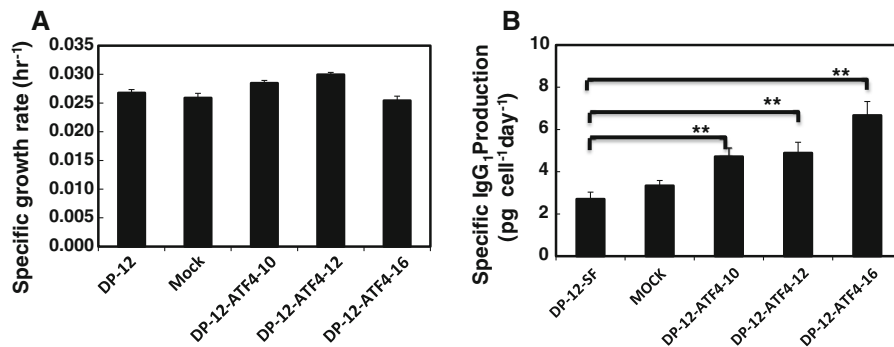 A
Specific growth rate (hr⁻¹)
0.035
0.030
0.025
0.020
0.015
0.010
0.005
0.000
DP-12
Mock
DP-12-ATF4-10
DP-12-ATF4-12
DP-12-ATF4-16
B
Specific IgG₁Production
(pg cell⁻¹day⁻¹)
10
8
6
4
2
0
**
**
**
DP-12-SF
MOCK
DP-12-ATF4-10
DP-12-ATF4-12
DP-12-ATF4-16